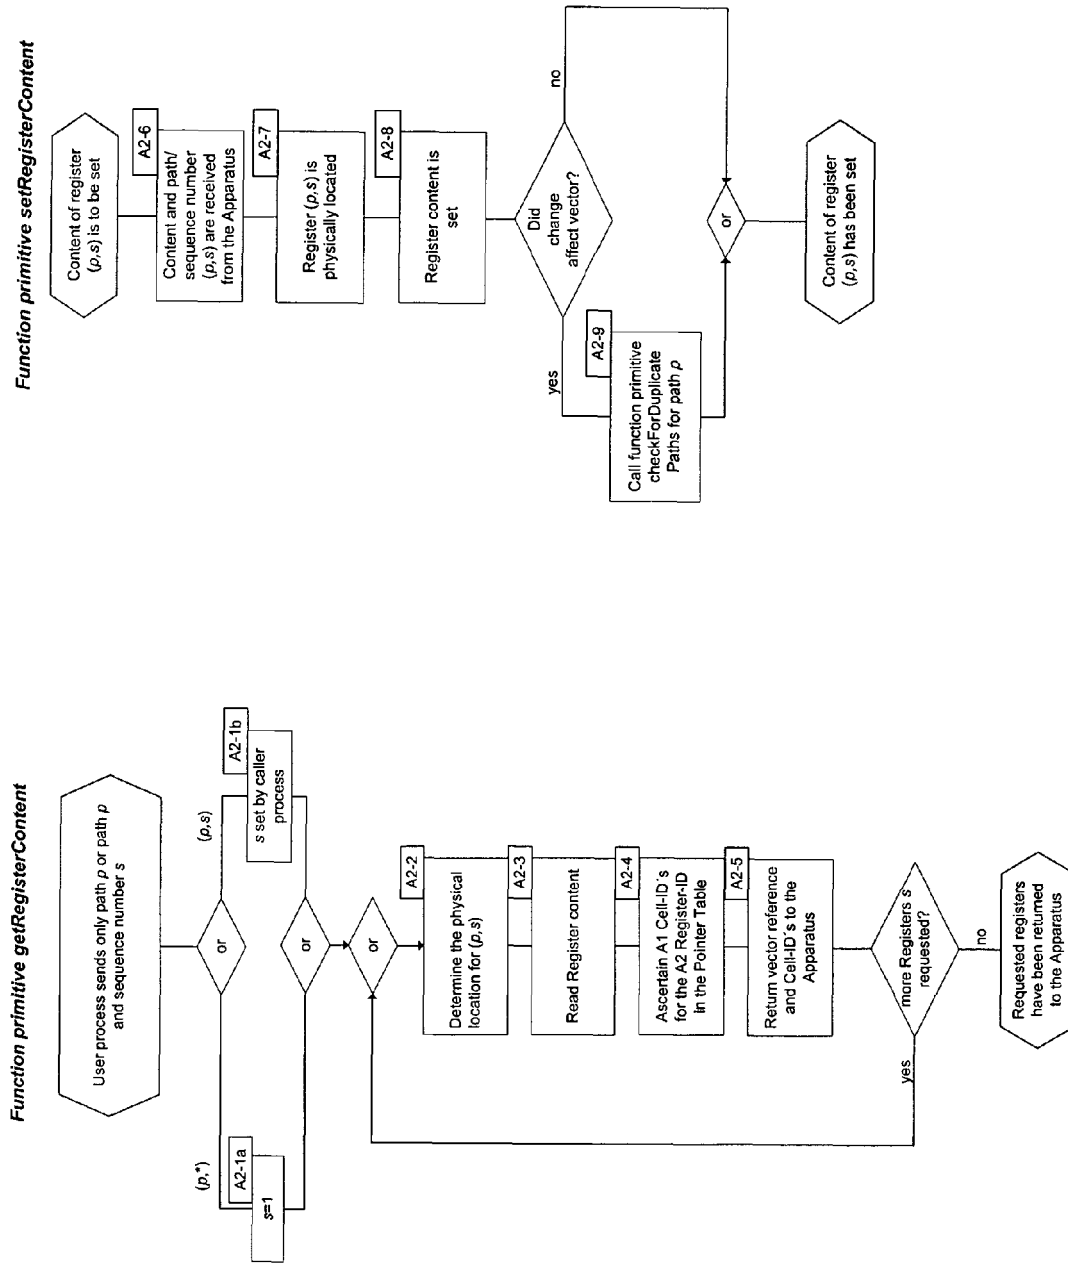 Function primitive getRegisterContent
User process sends only path p or path p
and sequence number s
or
(p,*)
(p,s)
A2-1a
s=1
A2-1b
s set by caller
process
or
or
A2-2
Determine the physical
location for (p,s)
A2-3
Read Register content
A2-4
Ascertain A1 Cell-ID´s
for the A2 Register-ID
in the Pointer Table
A2-5
Return vector reference
and Cell-ID´s to the
Apparatus
more Registers s
requested?
yes
no
Requested registers
have been returned
to the Apparatus
Function primitive setRegisterContent
Content of register
(p,s) is to be set
A2-6
Content and path/
sequence number
(p,s) are received
from the Apparatus
A2-7
Register (p,s) is
physically located
A2-8
Register content is
set
Did
change
affect vector?
yes
no
A2-9
Call function primitive
checkForDuplicate
Paths for path p
or
Content of register
(p,s) has been set